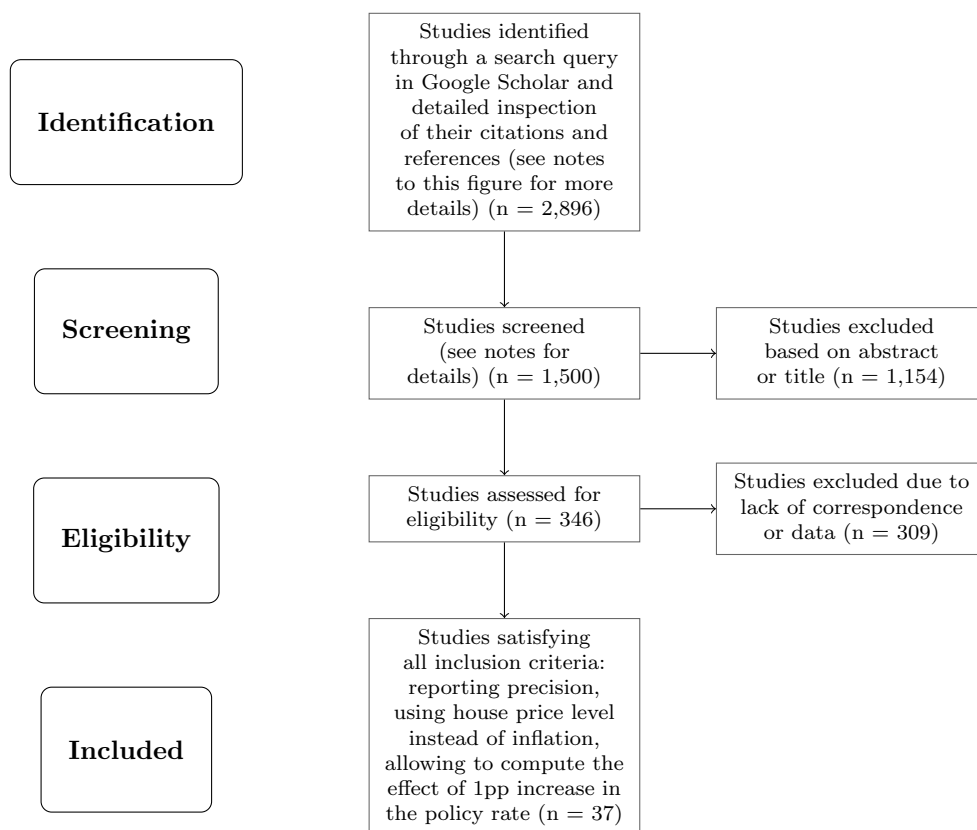 Identification
Studies identified
through a search query
in Google Scholar and
detailed inspection
of their citations and
references (see notes
to this figure for more
details) (n = 2,896)
Screening
Studies screened
(see notes for
details) (n = 1,500)
Studies excluded
based on abstract
or title (n = 1,154)
Eligibility
Studies assessed for
eligibility (n = 346)
Studies excluded due to
lack of correspondence
or data (n = 309)
Included
Studies satisfying
all inclusion criteria:
reporting precision,
using house price level
instead of inflation,
allowing to compute the
effect of 1pp increase in
the policy rate (n = 37)